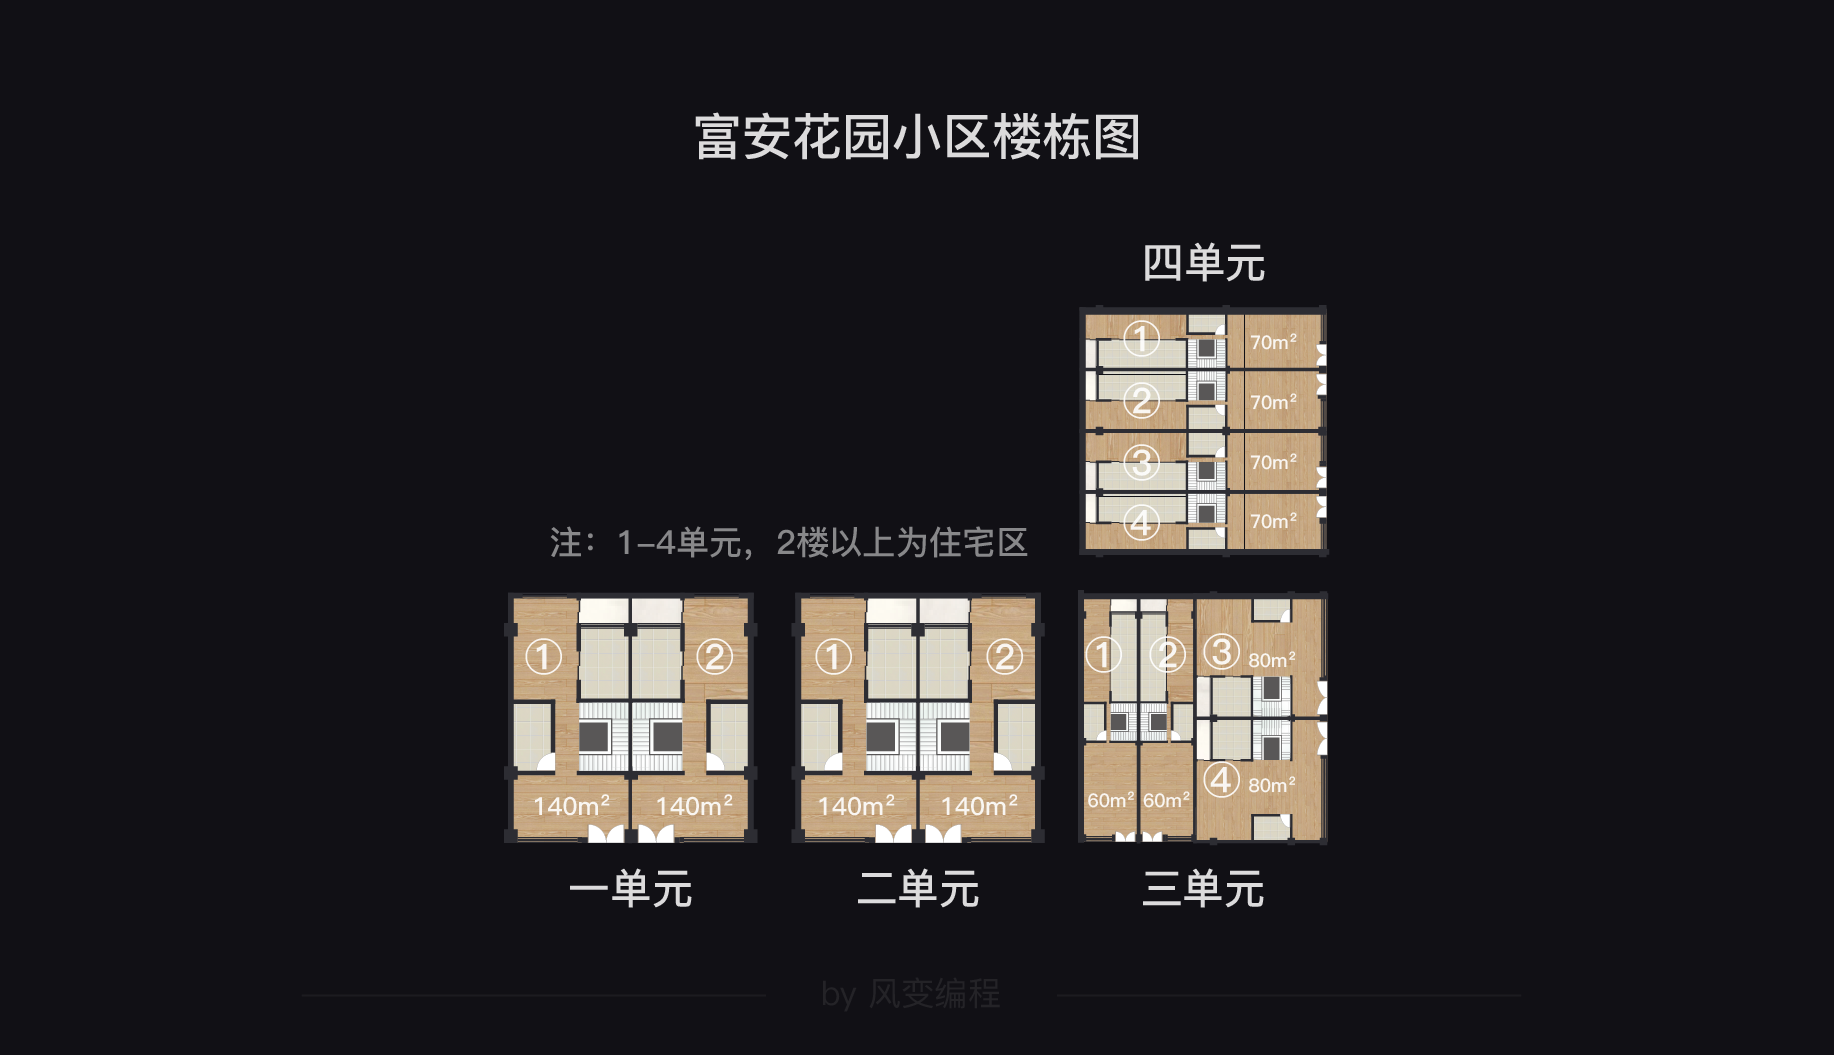 富安花园小区楼栋图
四单元
① 70m²
② 70m²
③ 70m²
④ 70m²
注：1-4单元，2楼以上为住宅区
① ② ① ② ① ② ③ 80m²
④ 80m²
140m² 140m² 140m² 140m² 60m² 60m²
一单元 二单元 三单元
by 风变编程